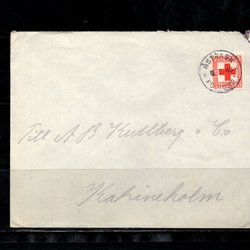 Till A B Kullberg & Co
Katrineholm